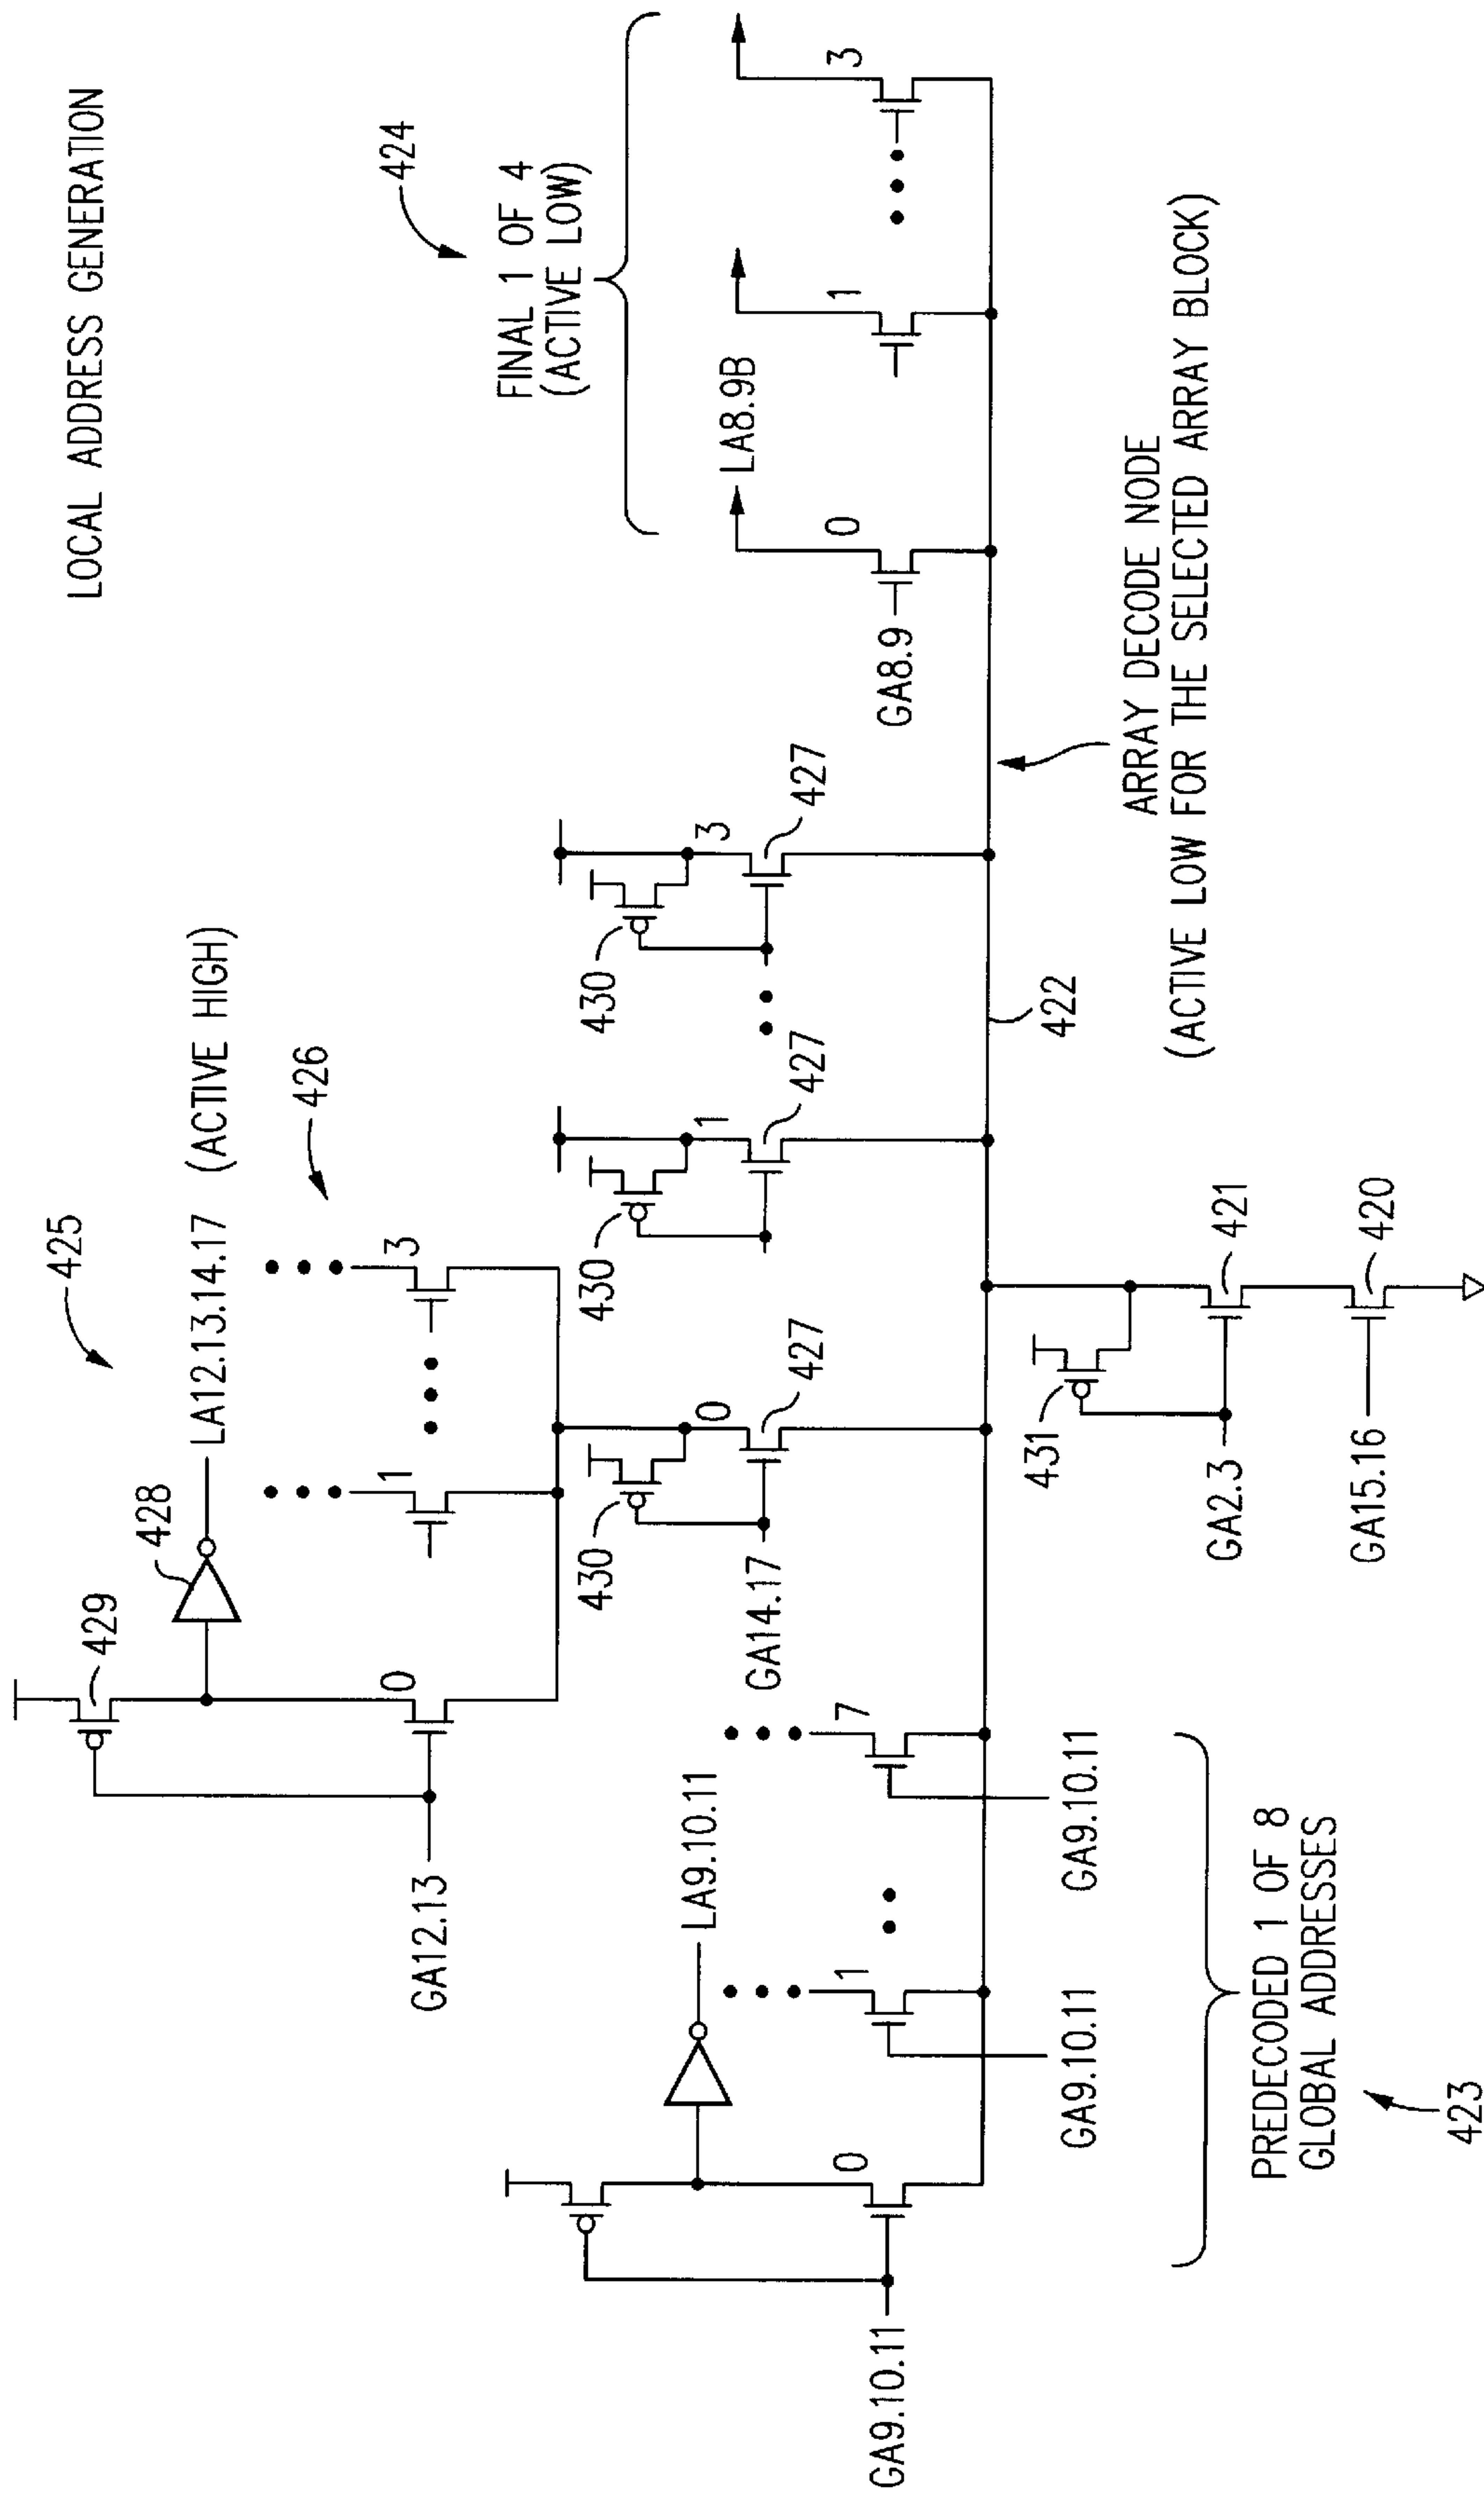 LOCAL ADDRESS GENERATION
425
LA12.13.14.17 (ACTIVE HIGH)
429
428
426
424
FINAL 1 OF 4
(ACTIVE LOW)
0
1
3
GA12.13
430
430
430
0
1
3
427
427
427
GA14.17
LA9.10.11
LA8.9B
0
1
7
0
1
3
GA9.10.11
GA8.9
GA9.10.11
GA9.10.11
422
431
GA2.3
421
GA15.16
420
PREDECODED 1 OF 8
GLOBAL ADDRESSES
423
ARRAY DECODE NODE
(ACTIVE LOW FOR THE SELECTED ARRAY BLOCK)